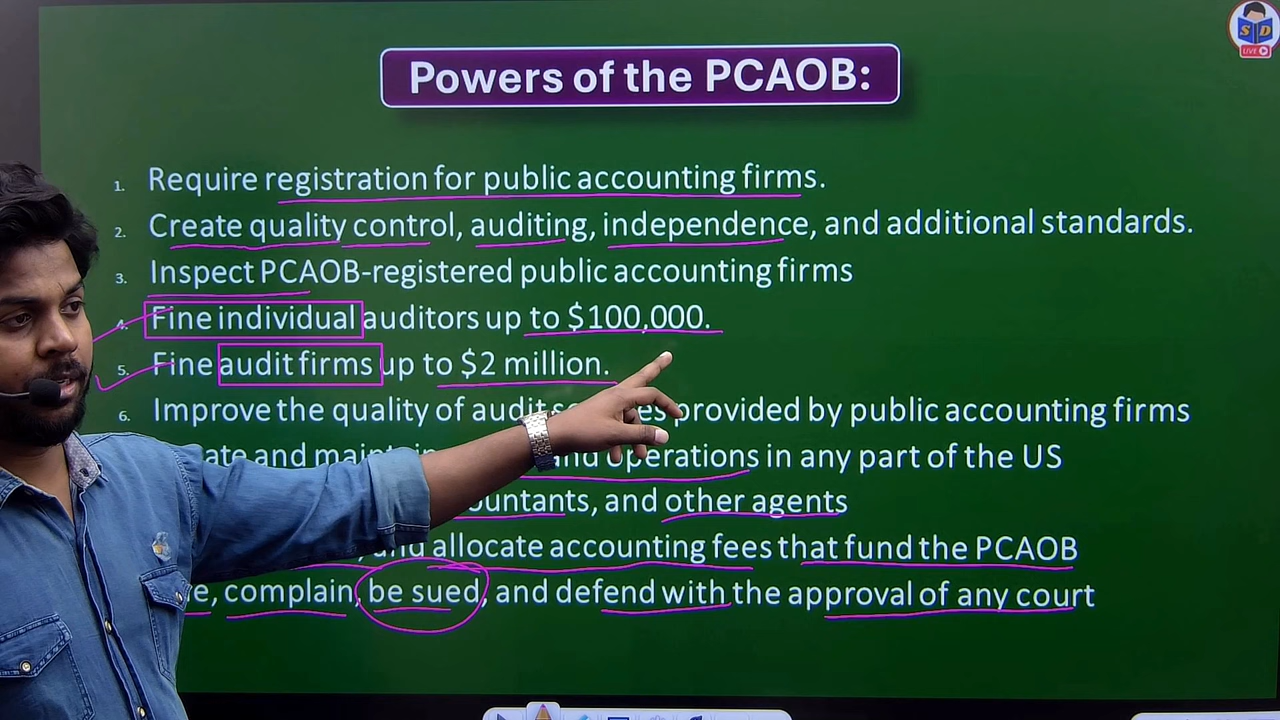 S D
LIVE
Powers of the PCAOB:
1. Require registration for public accounting firms.
2. Create quality control, auditing, independence, and additional standards.
3. Inspect PCAOB-registered public accounting firms
4. Fine individual auditors up to $100,000.
5. Fine audit firms up to $2 million.
6. Improve the quality of audit provided by public accounting firms
and operations in any part of the US
and other agents
and allocate accounting fees that fund the PCAOB
complain, be sued, and defend with the approval of any court